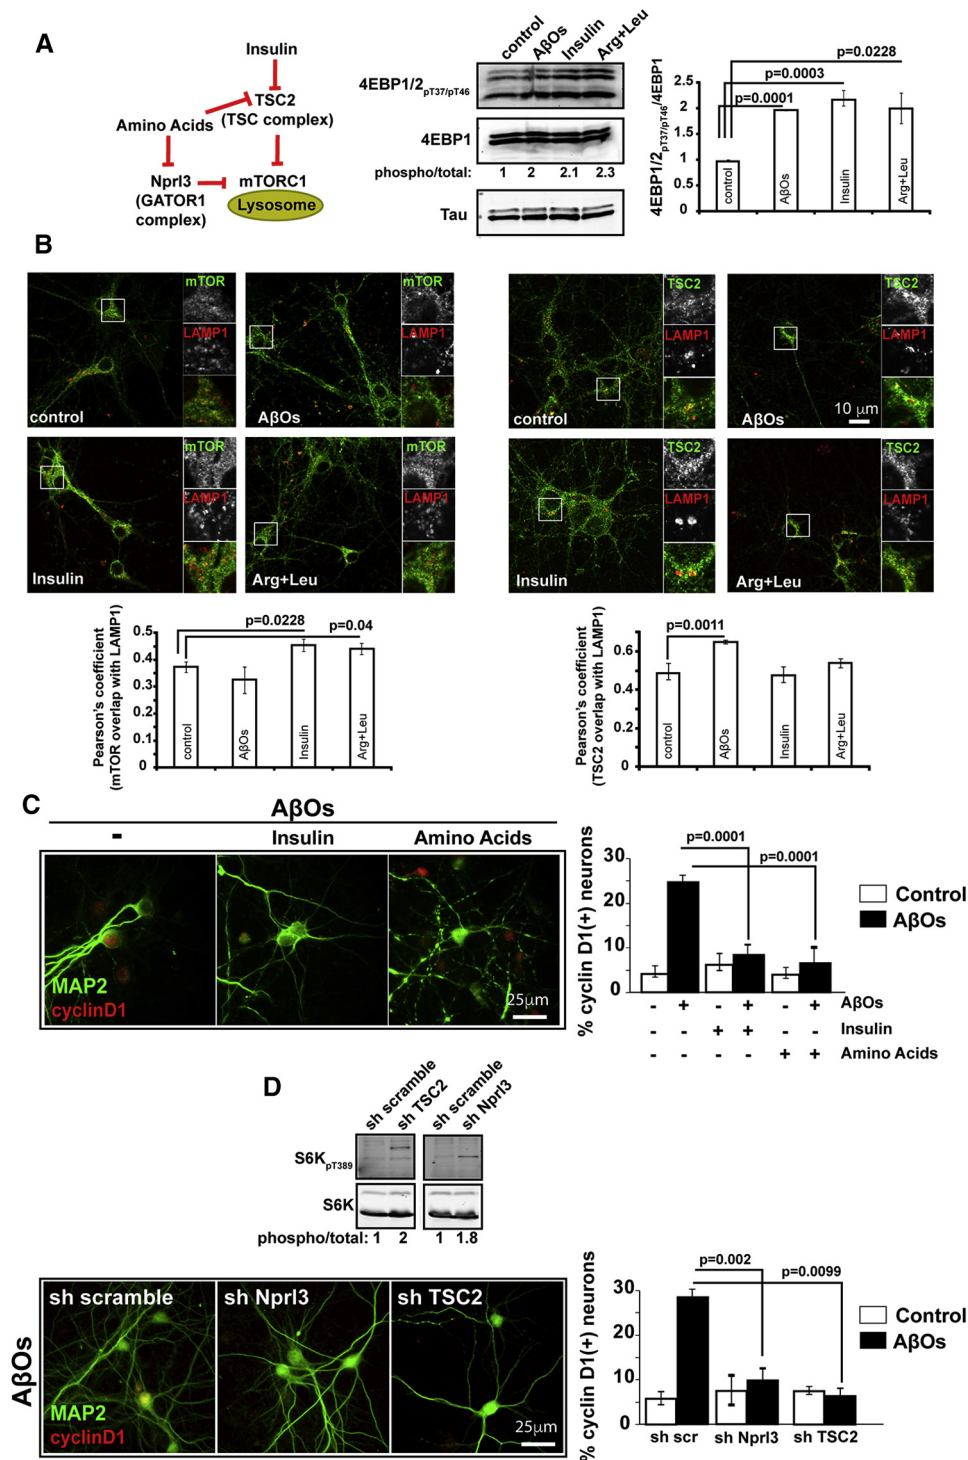 A
Insulin
TSC2
(TSC complex)
Amino Acids
Nprl3
(GATOR1
complex)
mTORC1
Lysosome
control
AβOs
Insulin
Arg+Leu
4EBP1/2pT37/pT46
4EBP1
phospho/total: 1 2 2.1 2.3
Tau
4EBP1/2pT37/pT46/4EBP1
2.5
2
1.5
1
0.5
0
p=0.0228
p=0.0003
p=0.0001
control
AβOs
Insulin
Arg+Leu
B
mTOR
LAMP1
control
mTOR
LAMP1
AβOs
mTOR
LAMP1
Insulin
mTOR
LAMP1
Arg+Leu
TSC2
LAMP1
control
TSC2
LAMP1
AβOs
10 μm
TSC2
LAMP1
Insulin
TSC2
LAMP1
Arg+Leu
Pearson's coefficient
(mTOR overlap with LAMP1)
0.5
0.4
0.3
0.2
0.1
0
p=0.0228
p=0.04
control
AβOs
Insulin
Arg+Leu
Pearson's coefficient
(TSC2 overlap with LAMP1)
0.6
0.4
0.2
0
p=0.0011
control
AβOs
Insulin
Arg+Leu
C
AβOs
-
Insulin
Amino Acids
MAP2
cyclinD1
25μm
% cyclin D1(+) neurons
30
20
10
0
p=0.0001
p=0.0001
Control
AβOs
- + - + - + AβOs
- - + + - - Insulin
- - - - + + Amino Acids
D
sh scramble
sh TSC2
sh scramble
sh Nprl3
S6KpT389
S6K
phospho/total: 1 2 1 1.8
AβOs
sh scramble
sh Nprl3
sh TSC2
MAP2
cyclinD1
25μm
% cyclin D1(+) neurons
30
20
10
0
p=0.002
p=0.0099
Control
AβOs
sh scr
sh Nprl3
sh TSC2